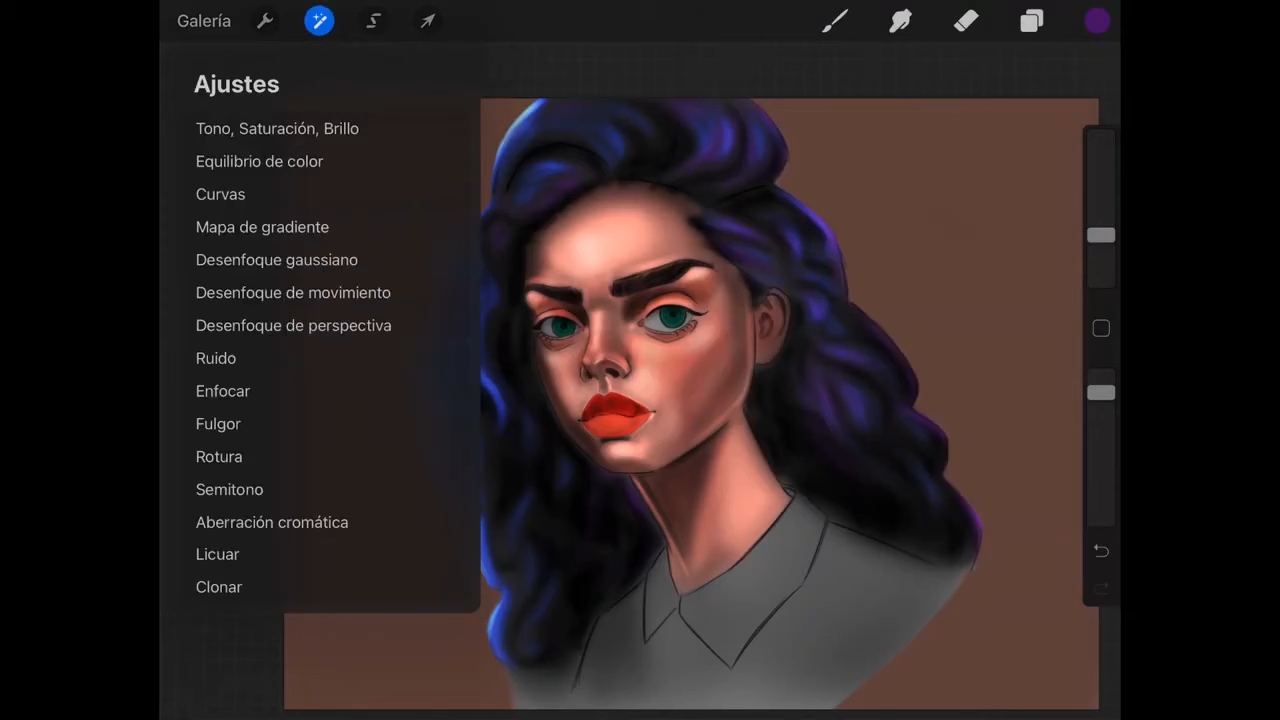 Galería
Ajustes
Tono, Saturación, Brillo
Equilibrio de color
Curvas
Mapa de gradiente
Desenfoque gaussiano
Desenfoque de movimiento
Desenfoque de perspectiva
Ruido
Enfocar
Fulgor
Rotura
Semitono
Aberración cromática
Licuar
Clonar